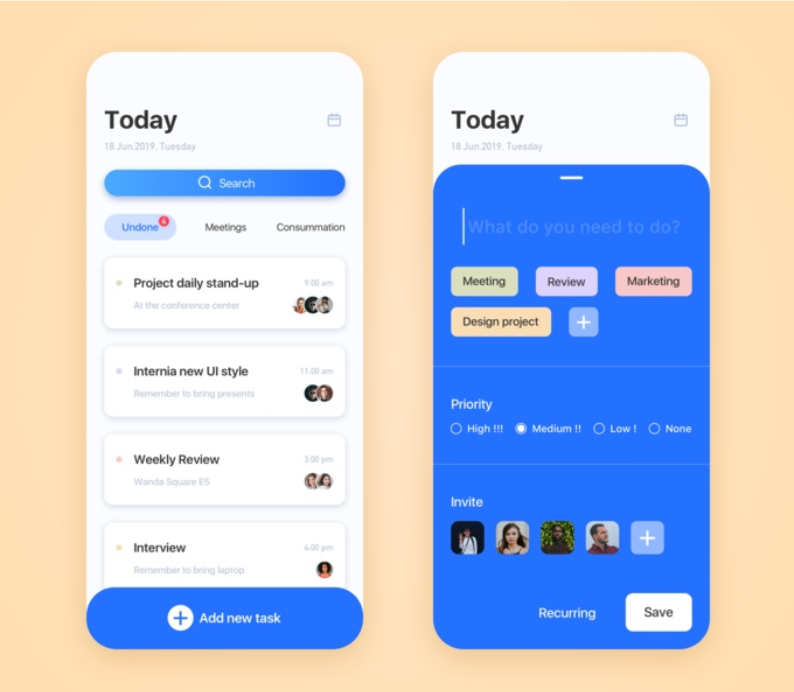 Today
18 Jun.2019. Tuesday
Search
Undone 4 Meetings Consummation
Project daily stand-up 9.00 am
At the conference center
Internia new UI style 11.00 am
Remember to bring presents
Weekly Review 3:00 pm
Wanda Square E5
Interview 4.00 pm
Remember to bring laptop
Add new task
Today
18 Jun.2019. Tuesday
What do you need to do?
Meeting Review Marketing
Design project
Priority
High !!! Medium !! Low ! None
Invite
Recurring Save